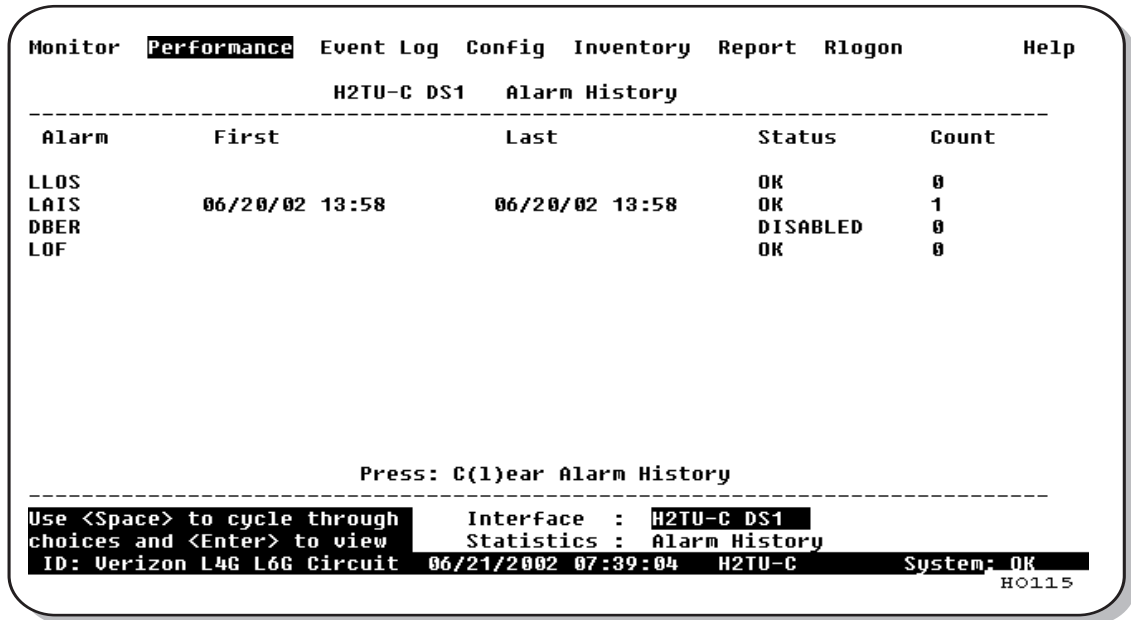 Monitor Performance Event Log Config Inventory Report Rlogon Help
H2TU-C DS1 Alarm History
Alarm First Last Status Count
LLOS OK 0
LAIS 06/20/02 13:58 06/20/02 13:58 OK 1
DBER DISABLED 0
LOF OK 0
Press: C(l)ear Alarm History
Use <Space> to cycle through Interface : H2TU-C DS1
choices and <Enter> to view Statistics : Alarm History
ID: Verizon L4G L6G Circuit 06/21/2002 07:39:04 H2TU-C System: OK
HO115